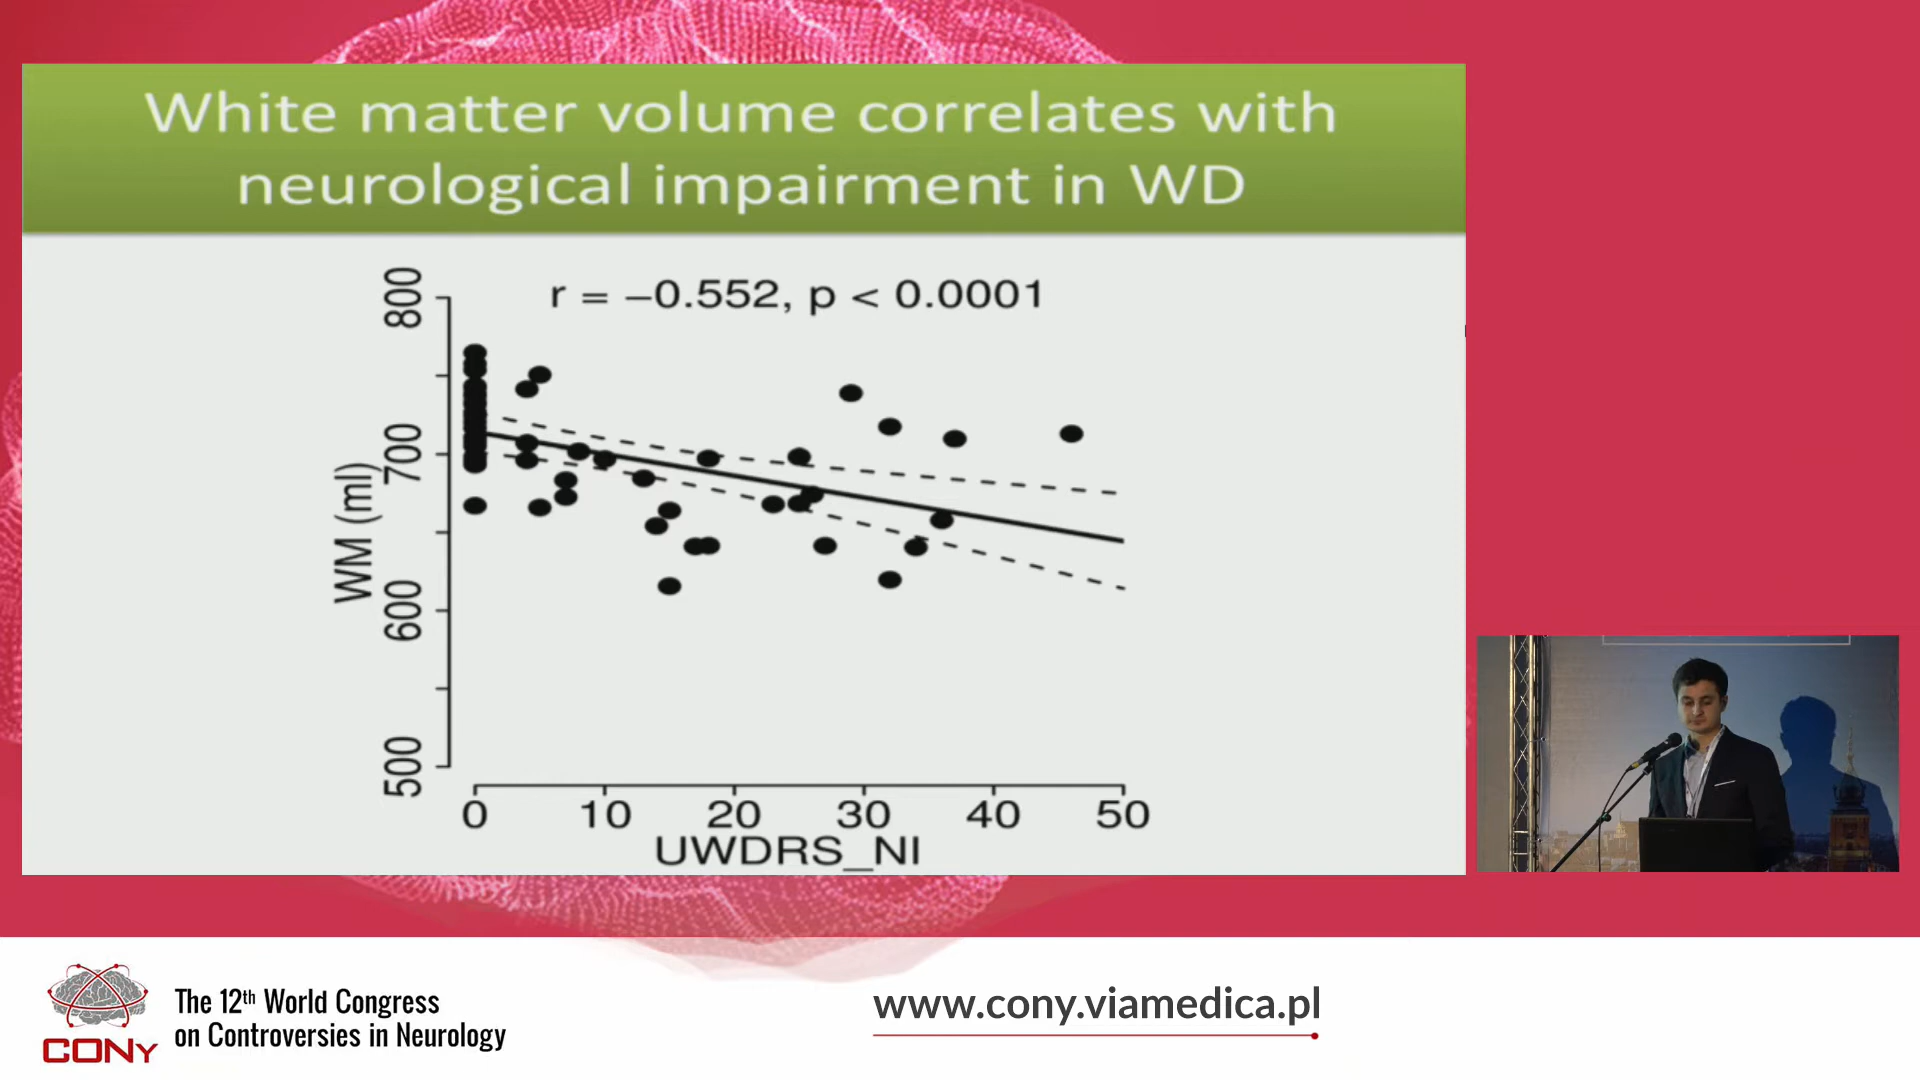 White matter volume correlates with
neurological impairment in WD
r = −0.552, p < 0.0001
WM (ml)
800
700
600
500
0 10 20 30 40 50
UWDRS_NI
The 12th World Congress
on Controversies in Neurology
CONy
www.cony.viamedica.pl